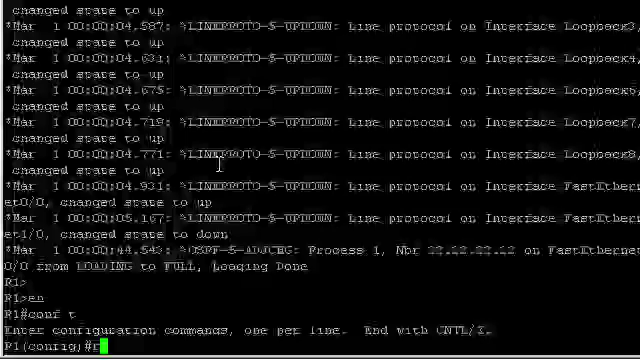 changed state to up
*Mar 1 00:00:04.587: %LINEPROTO-5-UPDOWN: Line protocol on Interface Loopback3,
changed state to up
*Mar 1 00:00:04.631: %LINEPROTO-5-UPDOWN: Line protocol on Interface Loopback4,
changed state to up
*Mar 1 00:00:04.675: %LINEPROTO-5-UPDOWN: Line protocol on Interface
changed state to up
*Mar 1 00:00:04.719: %LINEPROTO-5-UPDOWN: Line protocol on Interface Loopback7,
changed state to up
*Mar 1 00:00:04.771: %LINEPROTO-5-UPDOWN: Line protocol on Interface Loopback8,
changed state to up
*Mar 1 00:00:04.931: %LINEPROTO-5-UPDOWN: Line protocol on Interface FastEthern
et0/0, changed state to up
*Mar 1 00:00:05.167: %LINEPROTO-5-UPDOWN: Line protocol on Interface FastEthern
et1/0, changed state to down
*Mar 1 00:00:44.543: %OSPF-5-ADJCHG: Process 1, Nbr on FastEthernet
0/0 from LOADING to FULL, Loading Done
R1>
R1>en
R1#conf t
Enter configuration commands, one per line. End with CNTL/Z.
R1(config)#r